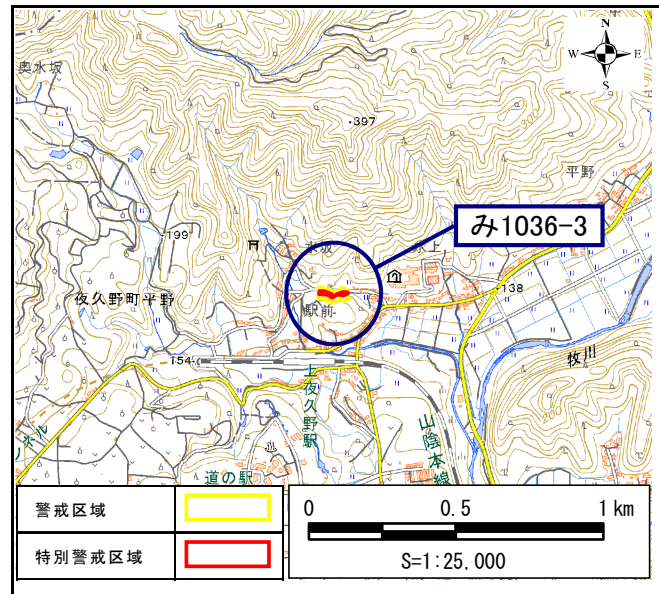 N
W E
S
奥水坂
397
300
平野
199
水坂
上
み1036-3
138
夜久野町平野
駅前
154
上夜久野駅
牧川
山陰本線
道の駅
警戒区域
特別警戒区域
0 0.5 1km
S=1:25,000